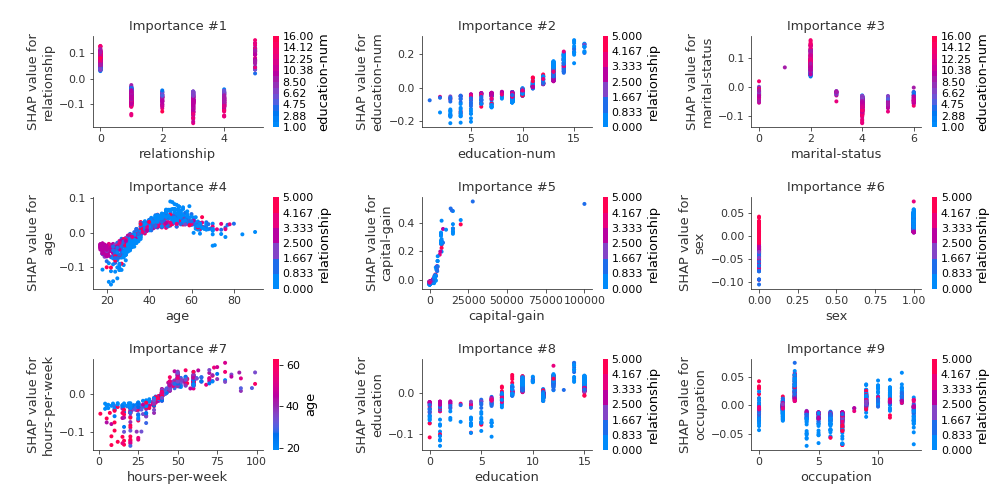 Importance #1
SHAP value for
relationship
0.1
0.0
−0.1
0
2
4
relationship
16.00
14.12
12.25
10.38
8.50
6.62
4.75
2.88
1.00
education-num
Importance #2
SHAP value for
education-num
0.2
0.0
−0.2
5
10
15
education-num
5.000
4.167
3.333
2.500
1.667
0.833
0.000
relationship
Importance #3
SHAP value for
marital-status
0.1
0.0
−0.1
0
2
4
6
marital-status
16.00
14.12
12.25
10.38
8.50
6.62
4.75
2.88
1.00
education-num
Importance #4
SHAP value for
age
0.1
0.0
−0.1
20
40
60
80
age
5.000
4.167
3.333
2.500
1.667
0.833
0.000
relationship
Importance #5
SHAP value for
capital-gain
0.4
0.2
0.0
0
25000
50000
75000
100000
capital-gain
5.000
4.167
3.333
2.500
1.667
0.833
0.000
relationship
Importance #6
SHAP value for
sex
0.05
0.00
−0.05
−0.10
0.00
0.25
0.50
0.75
1.00
sex
5.000
4.167
3.333
2.500
1.667
0.833
0.000
relationship
Importance #7
SHAP value for
hours-per-week
0.0
−0.1
0
25
50
75
100
hours-per-week
60
40
20
age
Importance #8
SHAP value for
education
0.0
−0.1
0
5
10
15
education
5.000
4.167
3.333
2.500
1.667
0.833
0.000
relationship
Importance #9
SHAP value for
occupation
0.05
0.00
−0.05
0
5
10
occupation
5.000
4.167
3.333
2.500
1.667
0.833
0.000
relationship